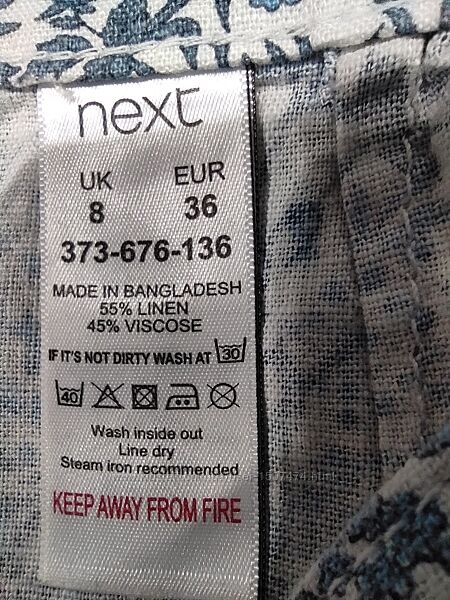 next
UK EUR
8 36
373-676-136
MADE IN BANGLADESH
55% LINEN
45% VISCOSE
IF IT'S NOT DIRTY WASH AT 30
40
Wash inside out
Line dry
Steam iron recommended
KEEP AWAY FROM FIRE